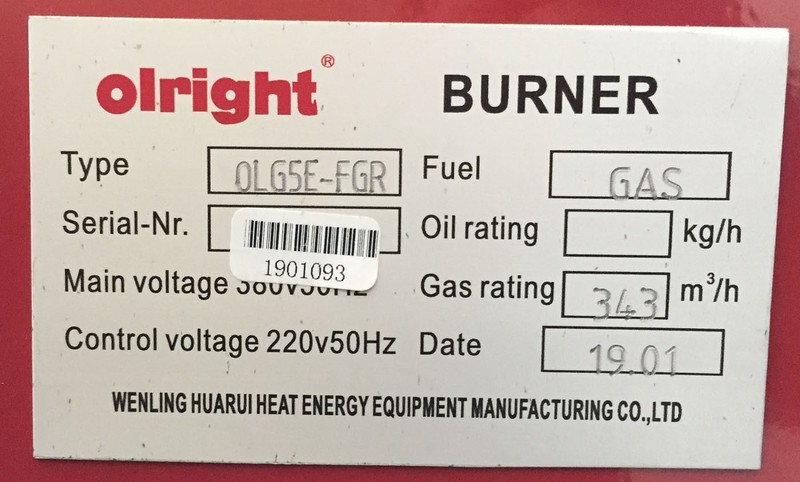 olright® BURNER
Type OLG5E-FGR Fuel GAS
Serial-Nr. 1901093 Oil rating kg/h
Main voltage 380v50Hz Gas rating 343 m³/h
Control voltage 220v50Hz Date 19.01
WENLING HUARUI HEAT ENERGY EQUIPMENT MANUFACTURING CO.,LTD